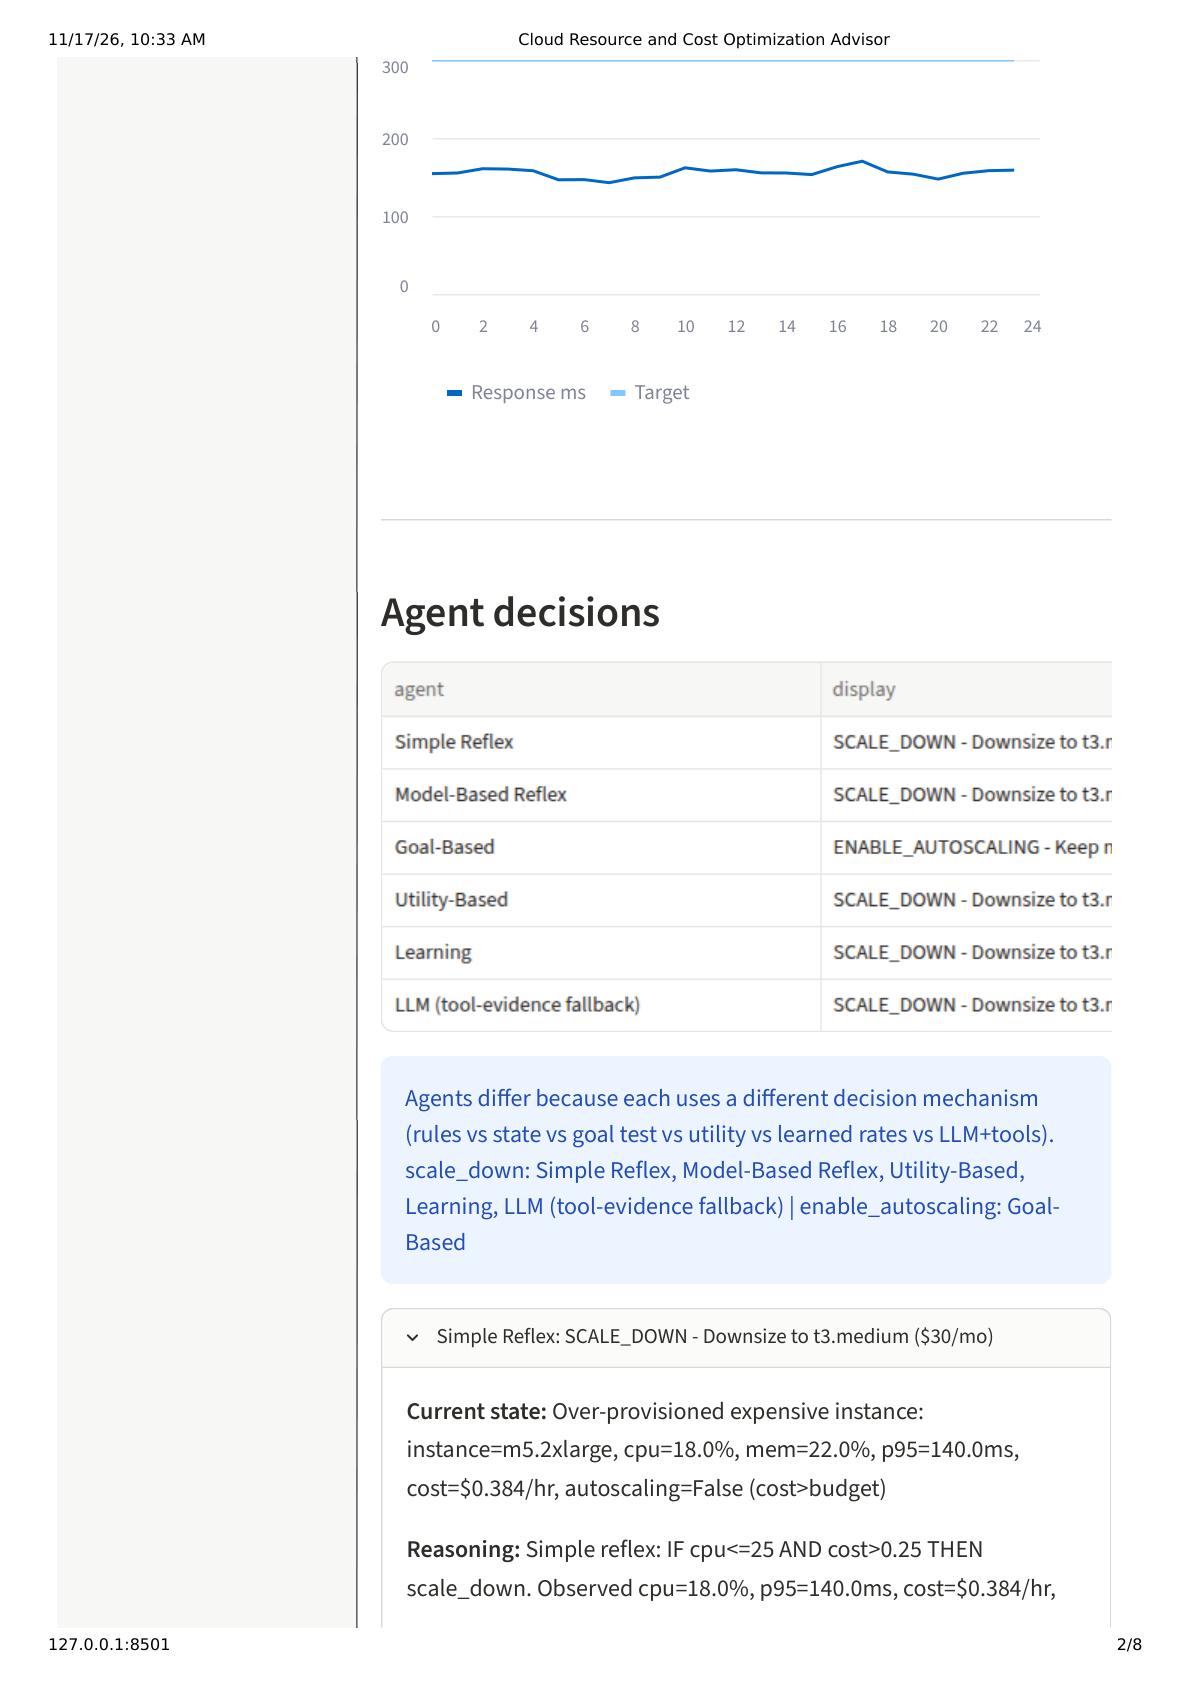 11/17/26, 10:33 AM
Cloud Resource and Cost Optimization Advisor
300
200
100
0
0 2 4 6 8 10 12 14 16 18 20 22 24
Response ms Target
Agent decisions
agent display
Simple Reflex SCALE_DOWN - Downsize to t3.
Model-Based Reflex SCALE_DOWN - Downsize to t3.
Goal-Based ENABLE_AUTOSCALING - Keep
Utility-Based SCALE_DOWN - Downsize to t3.
Learning SCALE_DOWN - Downsize to t3.
LLM (tool-evidence fallback) SCALE_DOWN - Downsize to t3.
Agents differ because each uses a different decision mechanism
(rules vs state vs goal test vs utility vs learned rates vs LLM+tools).
scale_down: Simple Reflex, Model-Based Reflex, Utility-Based,
Learning, LLM (tool-evidence fallback) | enable_autoscaling: Goal-
Based
Simple Reflex: SCALE_DOWN - Downsize to t3.medium ($30/mo)
Current state: Over-provisioned expensive instance:
instance=m5.2xlarge, cpu=18.0%, mem=22.0%, p95=140.0ms,
cost=$0.384/hr, autoscaling=False (cost>budget)
Reasoning: Simple reflex: IF cpu<=25 AND cost>0.25 THEN
scale_down. Observed cpu=18.0%, p95=140.0ms, cost=$0.384/hr,
127.0.0.1:8501
2/8